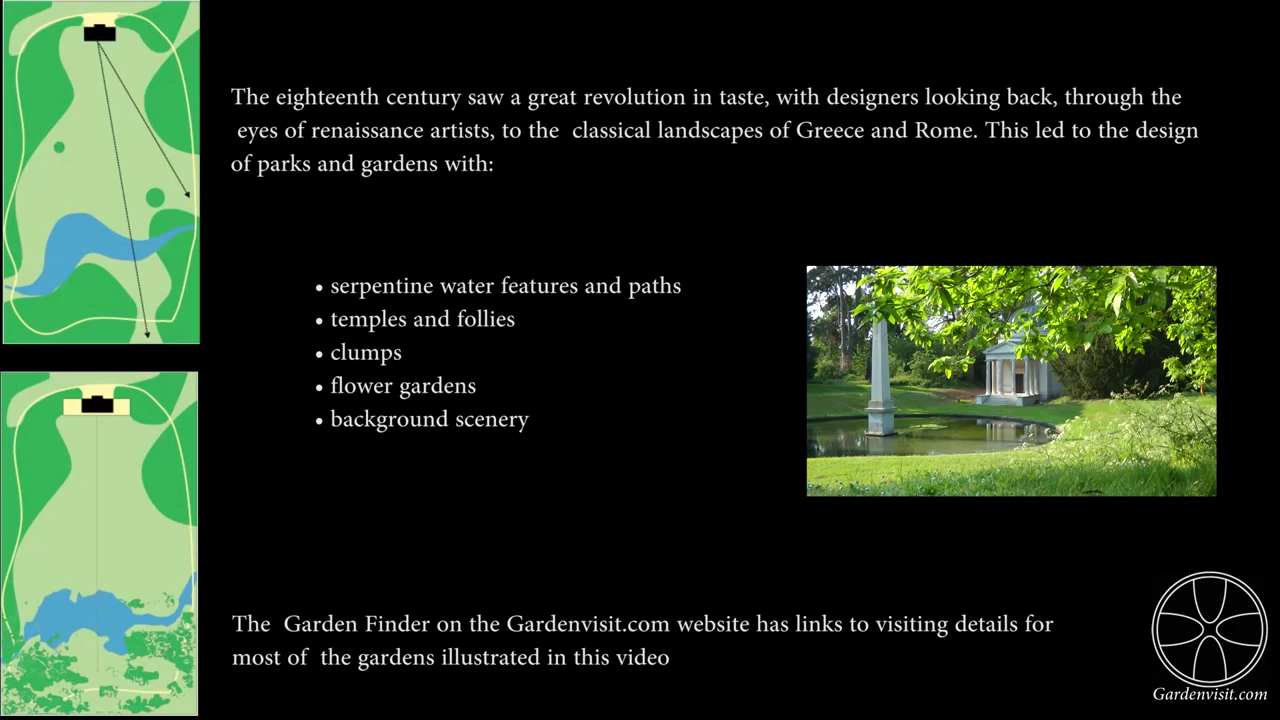 The eighteenth century saw a great revolution in taste, with designers looking back, through the
eyes of renaissance artists, to the classical landscapes of Greece and Rome. This led to the design
of parks and gardens with:
• serpentine water features and paths
• temples and follies
• clumps
• flower gardens
• background scenery
The Garden Finder on the Gardenvisit.com website has links to visiting details for
most of the gardens illustrated in this video
Gardenvisit.com